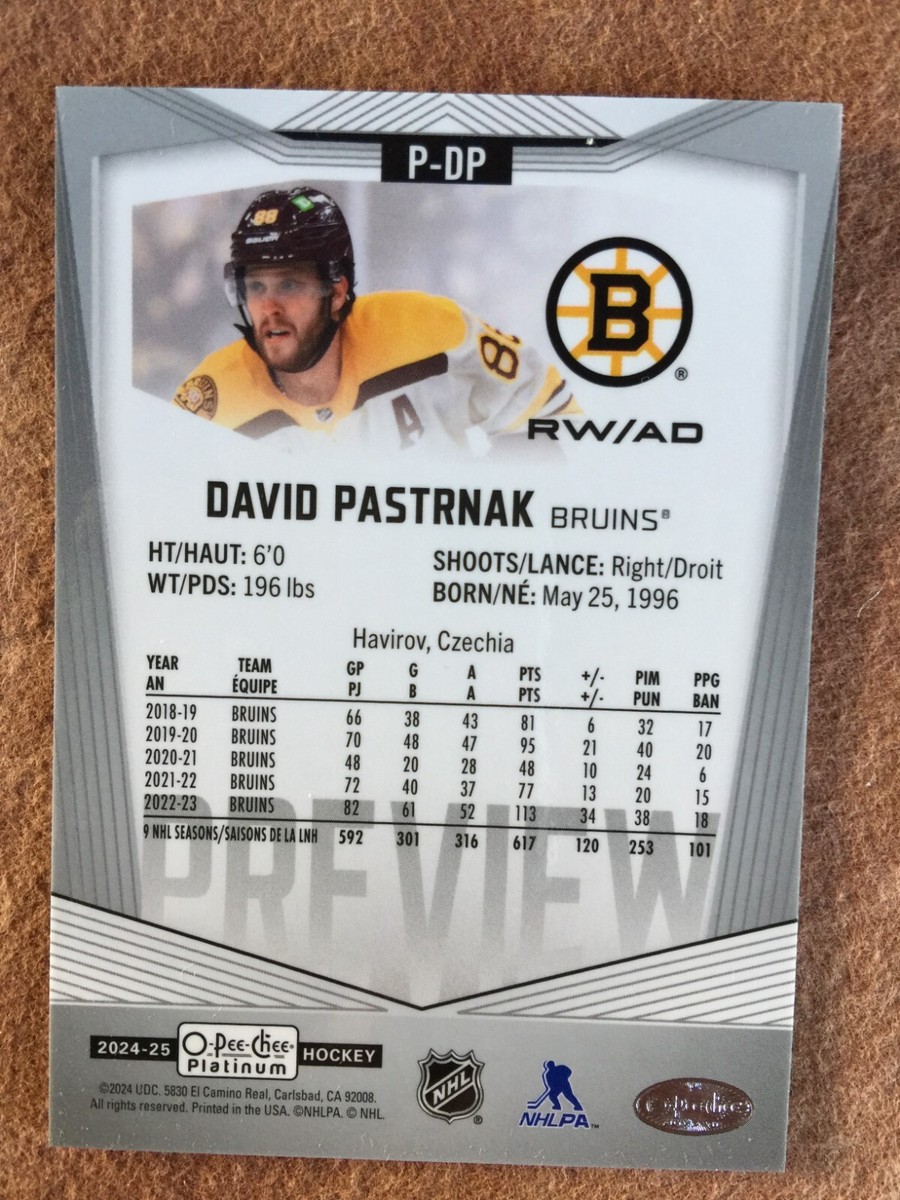 P-DP
88
BAUER
88
A
B
®
RW/AD
DAVID PASTRNAK BRUINS®
HT/HAUT: 6'0
WT/PDS: 196 lbs
SHOOTS/LANCE: Right/Droit
BORN/NÉ: May 25, 1996
Havirov, Czechia
YEAR TEAM GP G A PTS +/- PIM PPG
AN ÉQUIPE PJ B A PTS +/- PUN BAN
2018-19 BRUINS 66 38 43 81 6 32 17
2019-20 BRUINS 70 48 47 95 21 40 20
2020-21 BRUINS 48 20 28 48 10 24 6
2021-22 BRUINS 72 40 37 77 13 20 15
2022-23 BRUINS 82 61 52 113 34 38 18
9 NHL SEASONS/SAISONS DE LA LNH 592 301 316 617 120 253 101
PREVIEW
2024-25 O-Pee-Chee® Platinum HOCKEY
©2024 UDC. 5830 El Camino Real, Carlsbad, CA 92008.
All rights reserved. Printed in the USA. ©NHLPA. © NHL.
NHL ®
NHLPA™